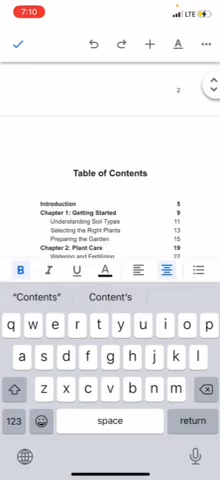 7:10
LTE
A
2
Table of Contents
Introduction 5
Chapter 1: Getting Started 9
Understanding Soil Types 11
Selecting the Right Plants 13
Preparing the Garden 15
Chapter 2: Plant Care 19
Watering and Fertilizing 22
B I U A
"Contents" Content's
q w e r t y u i o p
a s d f g h j k l
z x c v b n m
123 space return